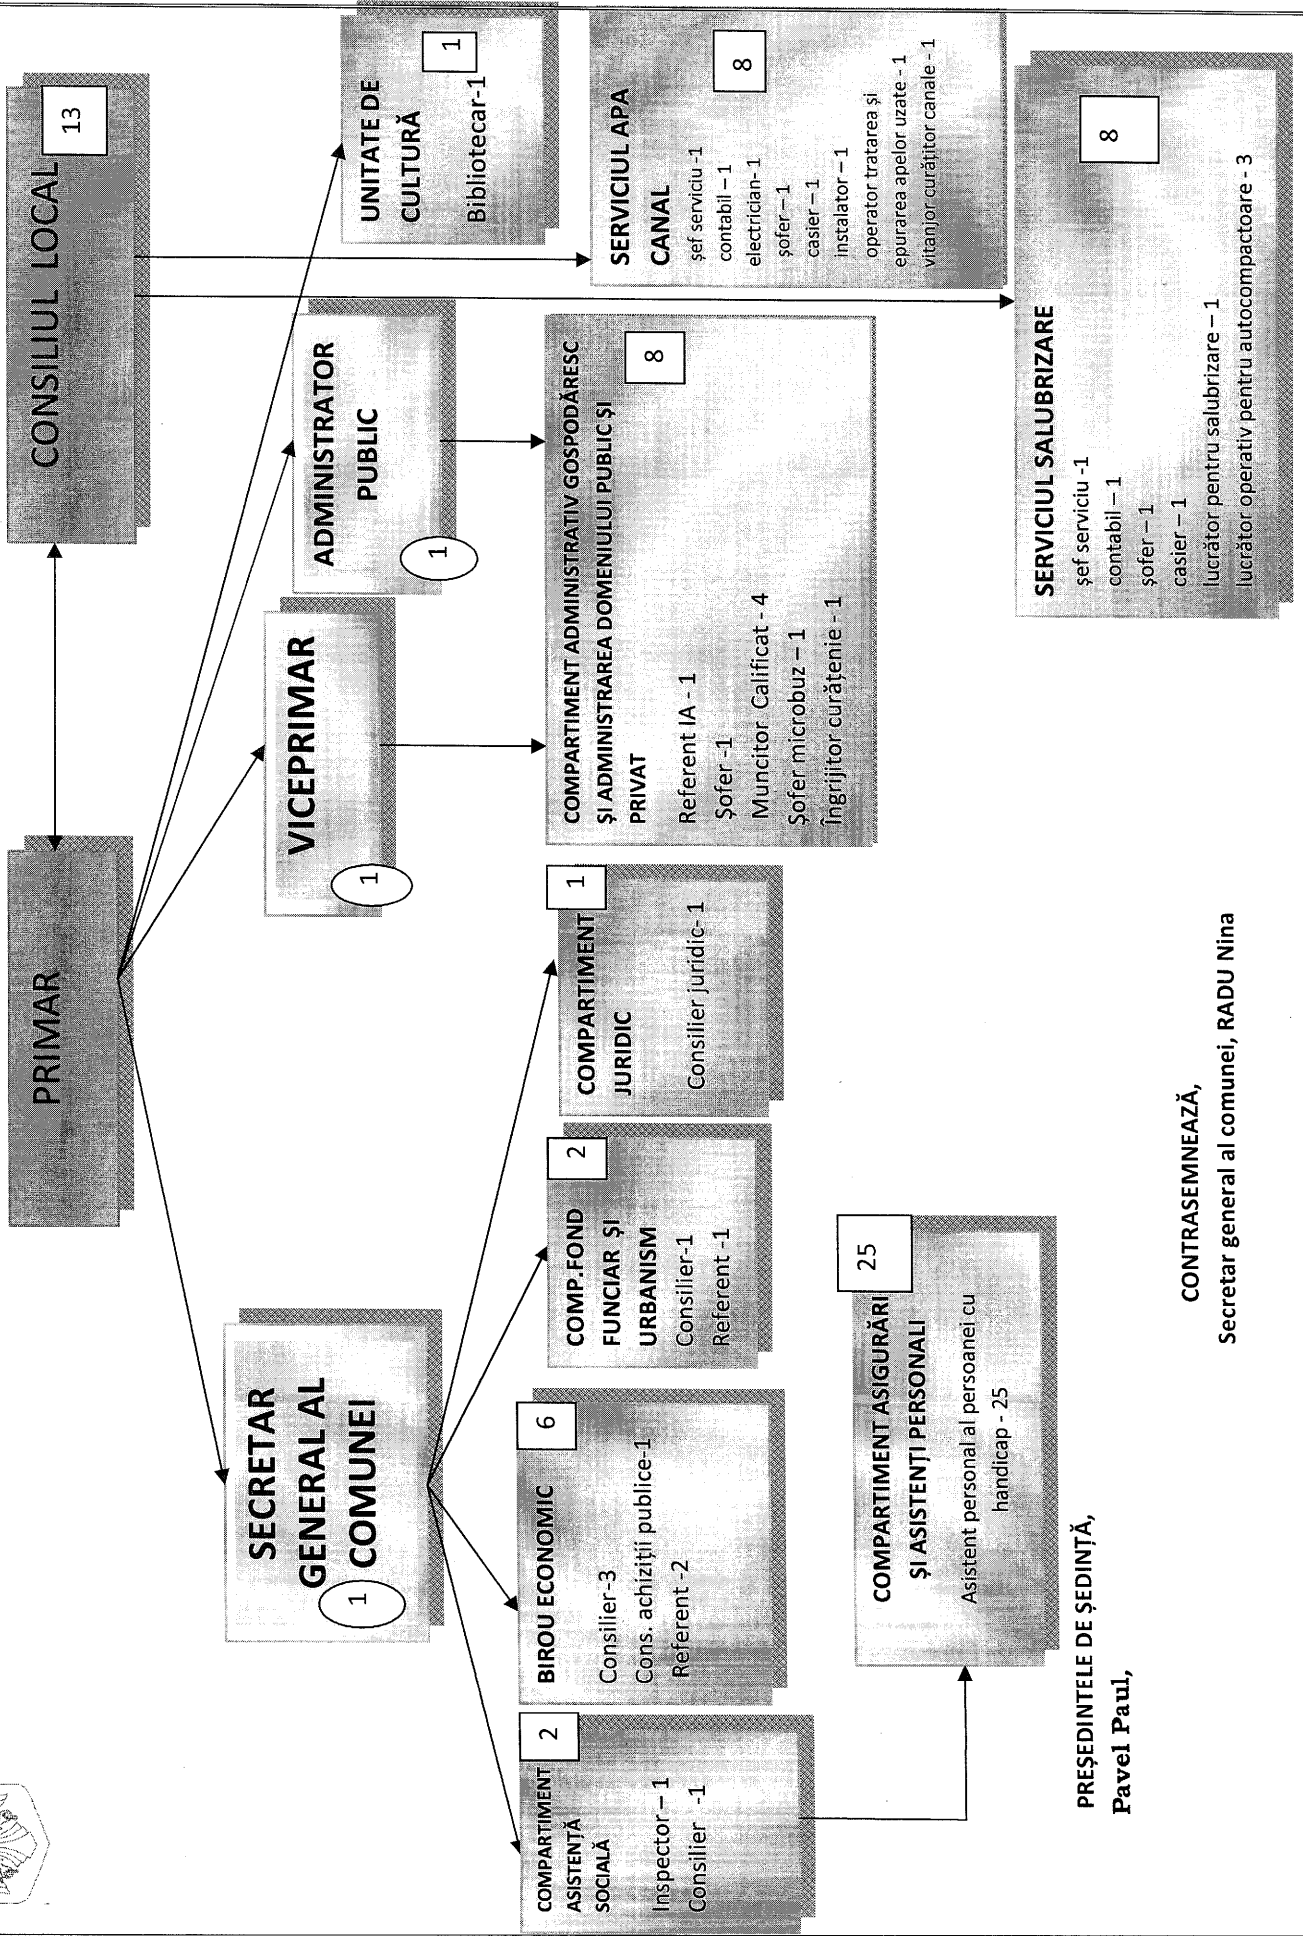 PRIMAR
CONSILIUL LOCAL
13
SECRETAR
GENERAL AL
COMUNEI
1
VICEPRIMAR
1
ADMINISTRATOR
PUBLIC
1
UNITATE DE
CULTURĂ
1
Bibliotecar-1
COMPARTIMENT
ASISTENȚĂ
SOCIALĂ
2
Inspector – 1
Consilier -1
BIROU ECONOMIC
6
Consilier-3
Cons. achiziții publice-1
Referent -2
COMP.FOND
FUNCIAR ȘI
URBANISM
2
Consilier-1
Referent -1
COMPARTIMENT
JURIDIC
1
Consilier juridic- 1
COMPARTIMENT ADMINISTRATIV GOSPODĂRESC
ȘI ADMINISTRAREA DOMENIULUI PUBLIC ȘI
PRIVAT
8
Referent IA - 1
Șofer -1
Muncitor Calificat - 4
Șofer microbuz – 1
Îngrijitor curățenie - 1
SERVICIUL APA
CANAL
8
șef serviciu -1
contabil – 1
electrician- 1
șofer – 1
casier – 1
instalator – 1
operator tratarea și
epurarea apelor uzate - 1
vitanjor curățitor canale - 1
COMPARTIMENT ASIGURĂRI
ȘI ASISTENȚI PERSONALI
25
Asistent personal al persoanei cu
handicap - 25
SERVICIUL SALUBRIZARE
8
șef serviciu -1
contabil – 1
șofer – 1
casier – 1
lucrător pentru salubrizare – 1
lucrător operativ pentru autocompactoare - 3
PREȘEDINTELE DE ȘEDINȚĂ,
Pavel Paul,
CONTRASEMNEAZĂ,
Secretar general al comunei, RADU Nina